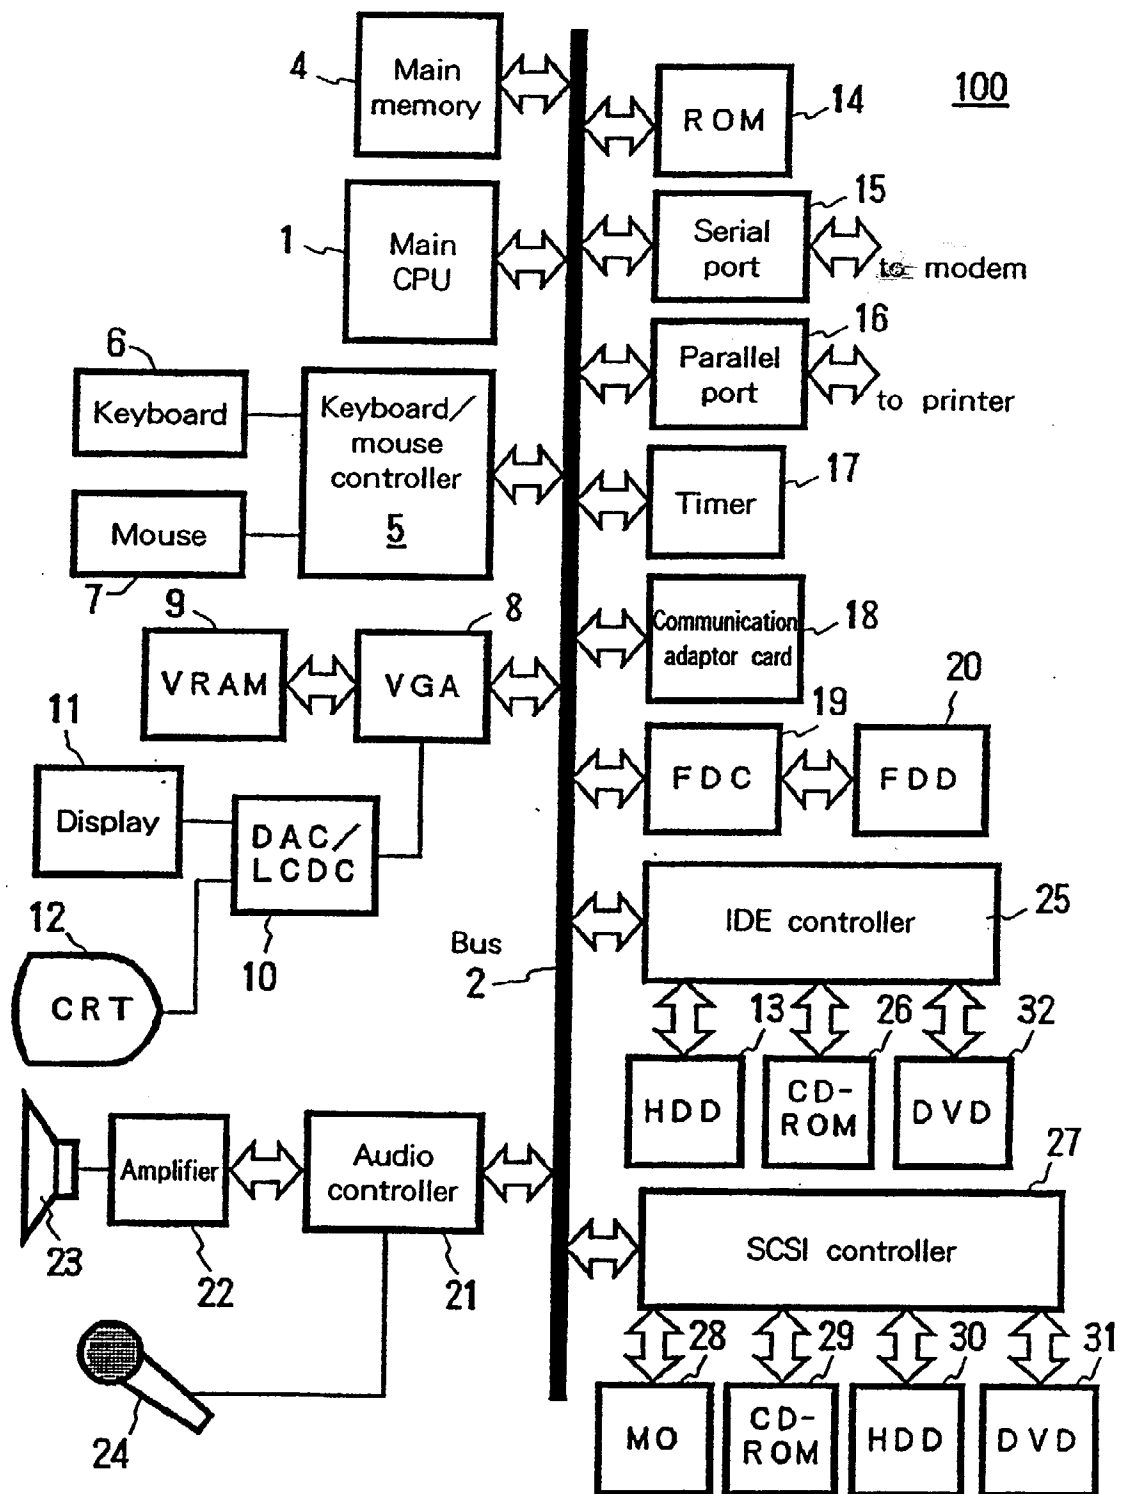 100
4
Main
memory
ROM
14
1
Main
CPU
Serial
port
15
to modem
Parallel
port
16
to printer
6
Keyboard
Keyboard/
mouse
controller
5
Mouse
7
Timer
17
Communication
adaptor card
18
9
VRAM
8
VGA
19
FDC
20
FDD
11
Display
DAC/
LCDC
10
12
CRT
Bus
2
IDE controller
25
13
HDD
26
CD-
ROM
32
DVD
Amplifier
22
23
Audio
controller
21
24
27
SCSI controller
28
MO
29
CD-
ROM
30
HDD
31
DVD